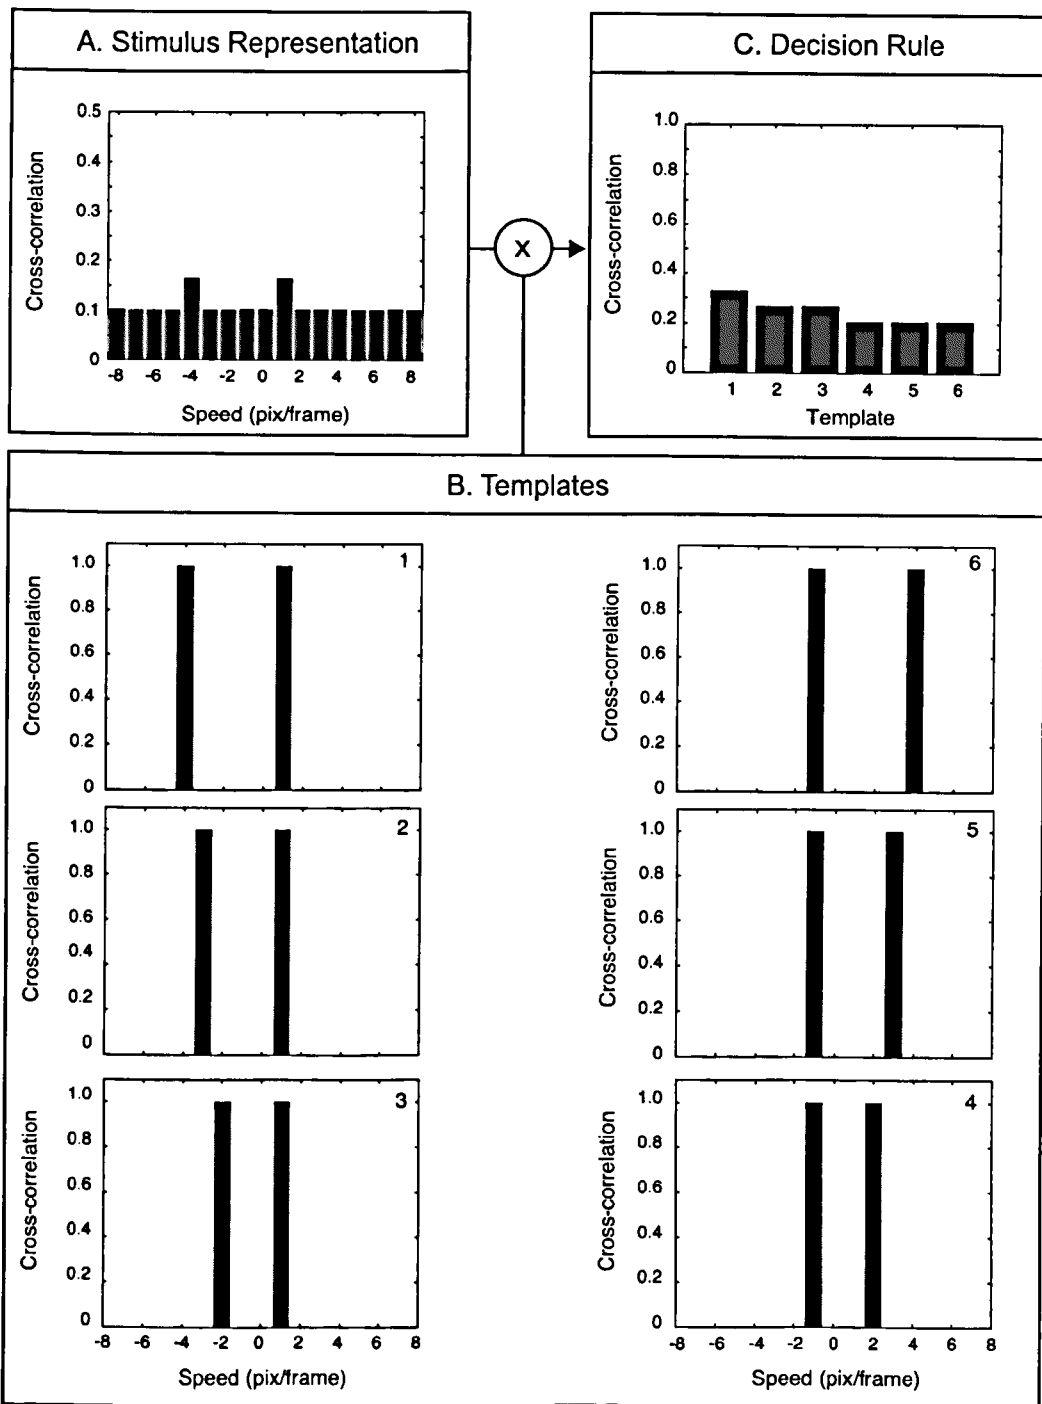 A. Stimulus Representation
Cross-correlation
0.5
0.4
0.3
0.2
0.1
0
-8 -6 -4 -2 0 2 4 6 8
Speed (pix/frame)
X
C. Decision Rule
Cross-correlation
1.0
0.8
0.6
0.4
0.2
0
1 2 3 4 5 6
Template
B. Templates
1
Cross-correlation
1.0
0.8
0.6
0.4
0.2
0
2
Cross-correlation
1.0
0.8
0.6
0.4
0.2
0
3
Cross-correlation
1.0
0.8
0.6
0.4
0.2
0
-8 -6 -4 -2 0 2 4 6 8
Speed (pix/frame)
6
Cross-correlation
1.0
0.8
0.6
0.4
0.2
0
5
Cross-correlation
1.0
0.8
0.6
0.4
0.2
0
4
Cross-correlation
1.0
0.8
0.6
0.4
0.2
0
-8 -6 -4 -2 0 2 4 6 8
Speed (pix/frame)